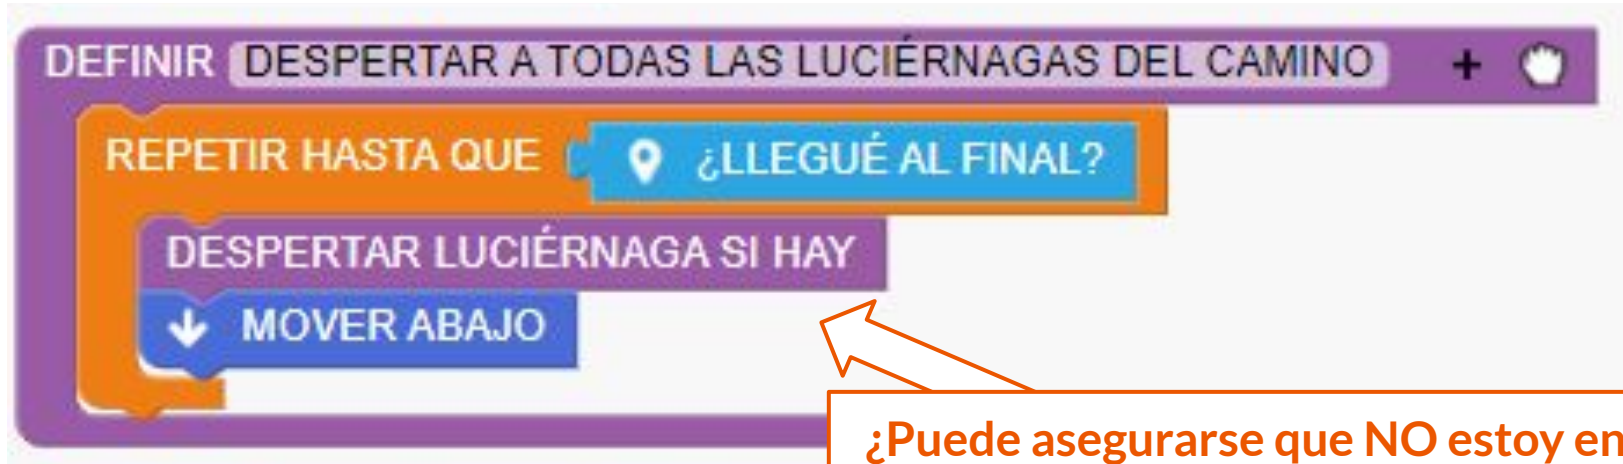 DEFINIR DESPERTAR A TODAS LAS LUCIÉRNAGAS DEL CAMINO +
REPETIR HASTA QUE ¿LLEGUÉ AL FINAL?
DESPERTAR LUCIÉRNAGA SI HAY
MOVER ABAJO
¿Puede asegurarse que NO estoy en